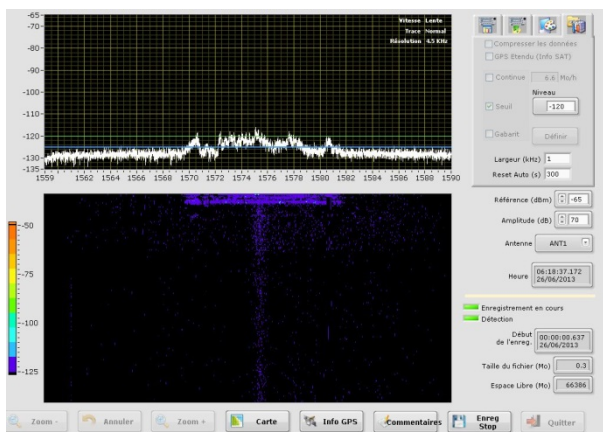 -65
-70
-80
-90
-100
-110
-120
-130
-135
Vitesse Lente
Trace Normal
Résolution 4.5 KHz
1559 1562 1564 1566 1568 1570 1572 1574 1576 1578 1570 1582 1584 1586 1588 1590
-50
-75
-100
-125
Compresser les données
GPS Etendu (Info SAT)
Continue 6.6 Mo/h
Niveau
Seuil -120
Gabarit Définir
Largeur (kHz) 1
Reset Auto (s) 300
Référence (dBm) -65
Amplitude (dB) 70
Antenne ANT1
Heure 06:18:37.172
26/06/2013
Enregistrement en cours
Détection
Début
de l'enreg. 00:00:00.637
26/06/2013
Taille du fichier (Mo) 0.3
Espace Libre (Mo) 66386
Zoom - Annuler Zoom + Carte Info GPS Commentaires Enreg
Stop Quitter